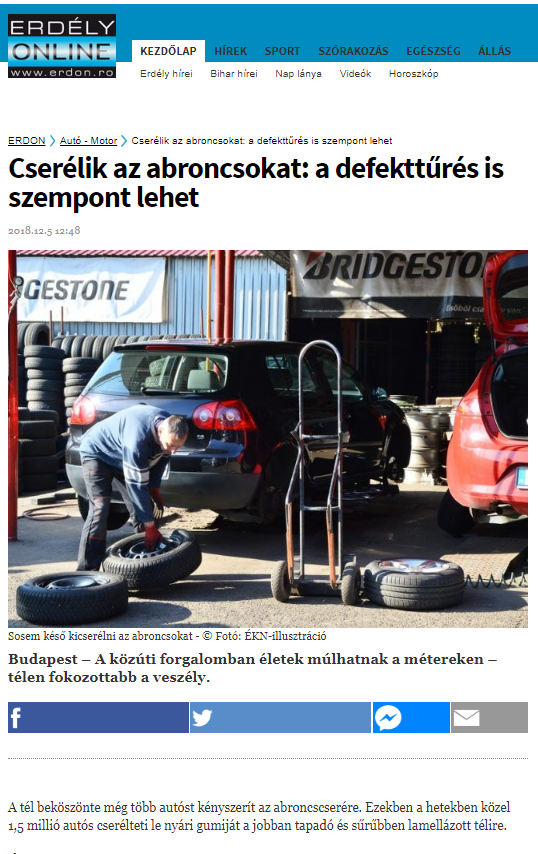 ERDÉLY
ONLINE
www.erdon.ro
KEZDŐLAP HÍREK SPORT SZÓRAKOZÁS EGÉSZSÉG ÁLLÁS
Erdély hírei Bihar hírei Nap lánya Videók Horoszkóp
ERDON > Autó - Motor > Cserélik az abroncsokat: a defekttűrés is szempont lehet
Cserélik az abroncsokat: a defekttűrés is
szempont lehet
2018.12.5 12:48
GESTONE
BRIDGESTO
Sosem késő kicserélni az abroncsokat - © Fotó: ÉKN-illusztráció
Budapest – A közúti forgalomban életek múlhatnak a métereken –
télen fokozottabb a veszély.
A tél beköszönte még több autóst kényszerít az abroncscserére. Ezekben a hetekben közel
1,5 millió autós cserélteti le nyári gumiját a jobban tapadó és sűrűbben lamellázott télire.